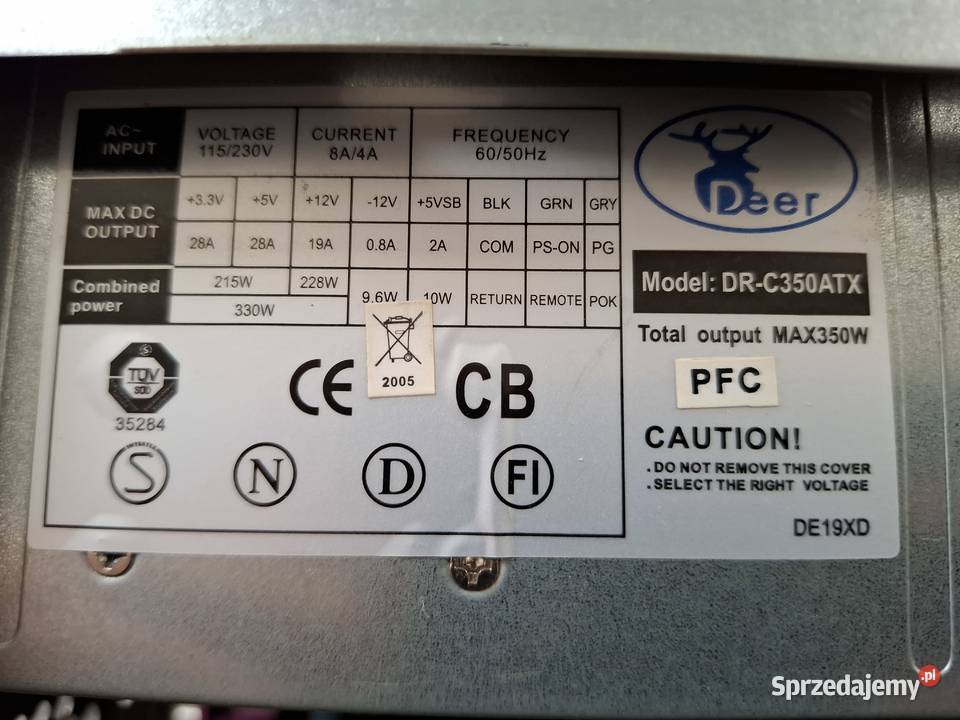 AC~ INPUT
VOLTAGE 115/230V
CURRENT 8A/4A
FREQUENCY 60/50Hz
MAX DC OUTPUT
+3.3V +5V +12V -12V +5VSB BLK GRN GRY
28A 28A 19A 0.8A 2A COM PS-ON PG
Combined power
215W 228W
330W
9.6W 10W RETURN REMOTE POK
Deer
Model: DR-C350ATX
Total output MAX350W
PFC
TÜV
SÜD
35284
CE
2005
CB
S
N
D
FI
CAUTION!
.DO NOT REMOVE THIS COVER
.SELECT THE RIGHT VOLTAGE
DE19XD
Sprzedajemy.pl